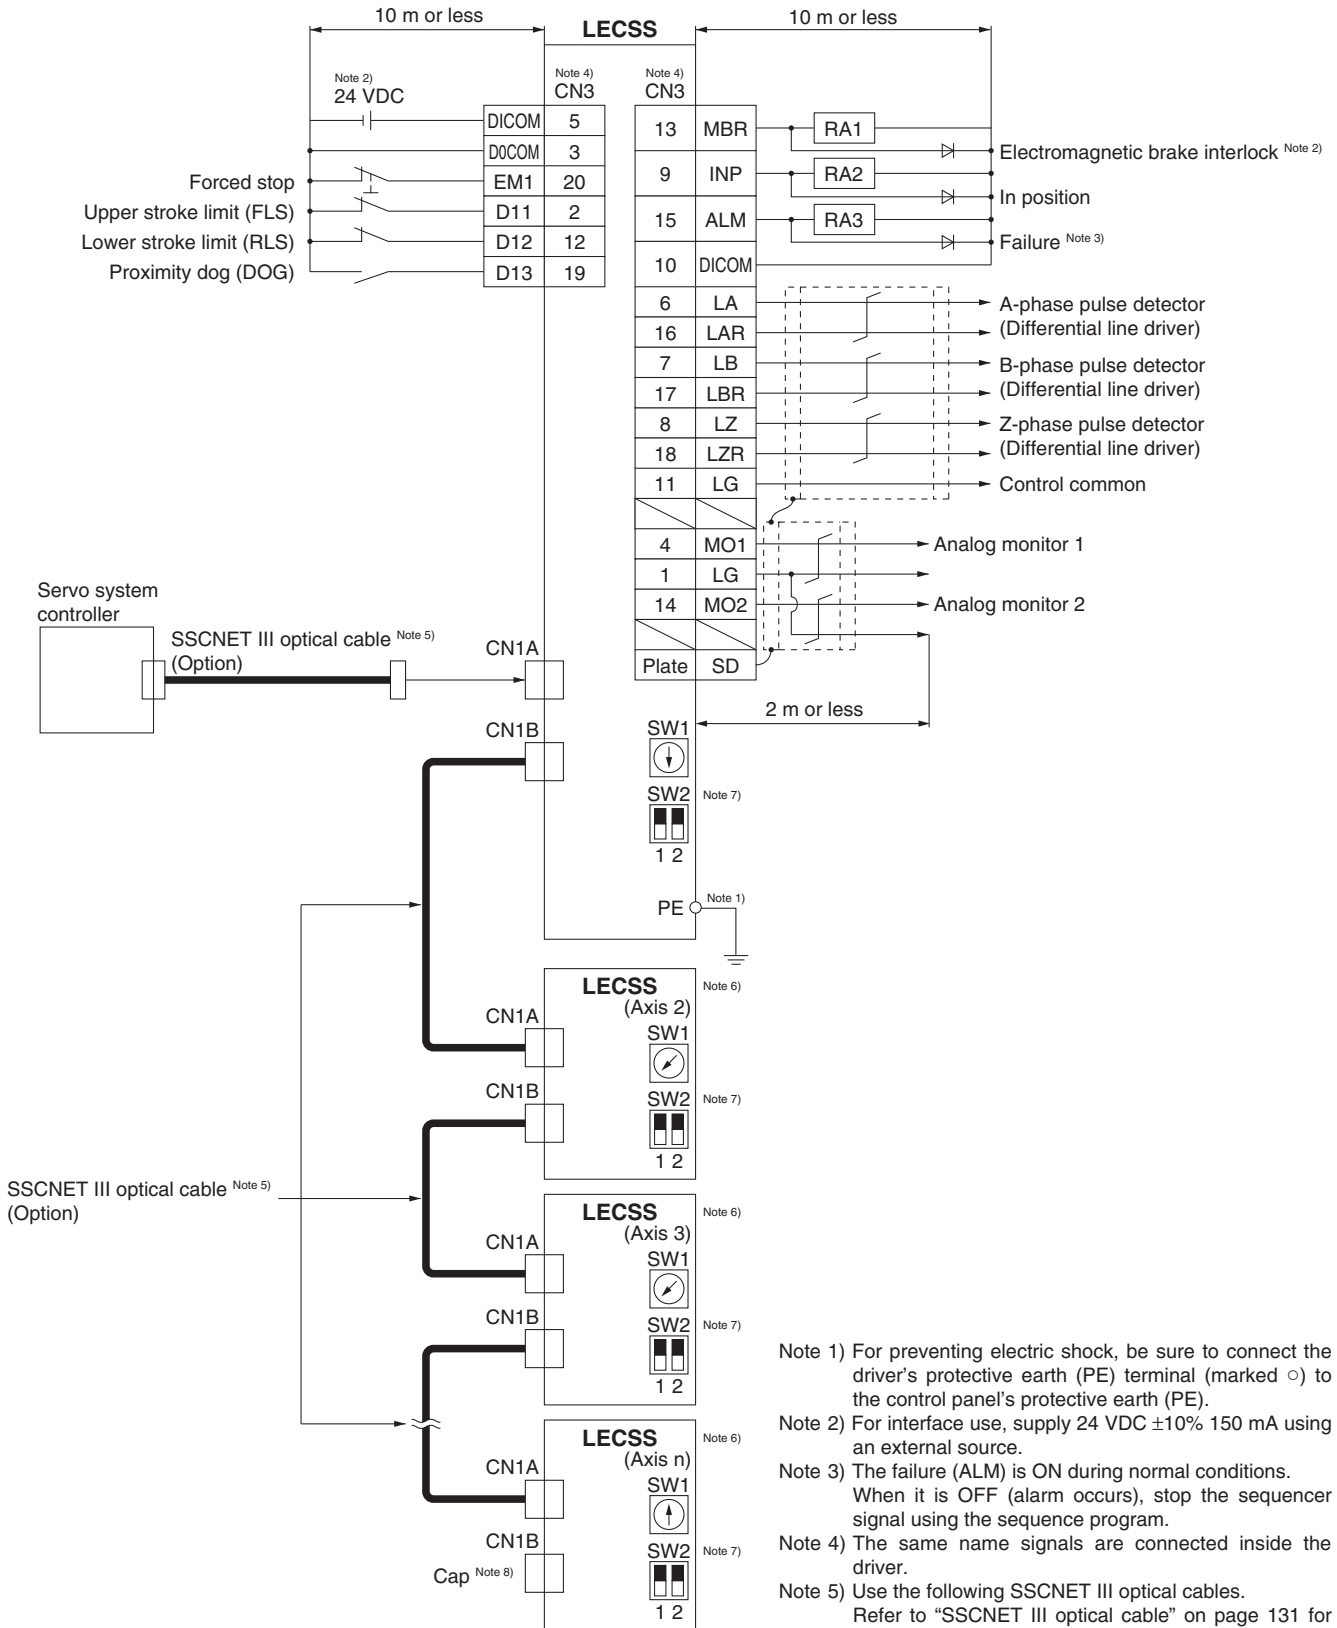 10 m or less
LECSS
10 m or less
Note 2)
24 VDC
Note 4)
CN3
Note 4)
CN3
DICOM 5
D0COM 3
Forced stop EM1 20
Upper stroke limit (FLS) D11 2
Lower stroke limit (RLS) D12 12
Proximity dog (DOG) D13 19
13 MBR RA1
Electromagnetic brake interlock Note 2)
9 INP RA2
In position
15 ALM RA3
Failure Note 3)
10 DICOM
6 LA A-phase pulse detector
16 LAR (Differential line driver)
7 LB B-phase pulse detector
17 LBR (Differential line driver)
8 LZ Z-phase pulse detector
18 LZR (Differential line driver)
11 LG Control common
4 MO1 Analog monitor 1
1 LG
14 MO2 Analog monitor 2
Plate SD
2 m or less
Servo system
controller
SSCNET III optical cable Note 5)
(Option)
CN1A
CN1B
SW1
SW2 Note 7)
1 2
PE Note 1)
LECSS Note 6)
(Axis 2)
CN1A
SW1
CN1B
SW2 Note 7)
1 2
SSCNET III optical cable Note 5)
(Option)
LECSS Note 6)
(Axis 3)
CN1A
SW1
CN1B
SW2 Note 7)
1 2
LECSS Note 6)
(Axis n)
CN1A
SW1
CN1B
Cap Note 8)
SW2 Note 7)
1 2
Note 1) For preventing electric shock, be sure to connect the
driver's protective earth (PE) terminal (marked ○) to
the control panel's protective earth (PE).
Note 2) For interface use, supply 24 VDC ±10% 150 mA using
an external source.
Note 3) The failure (ALM) is ON during normal conditions.
When it is OFF (alarm occurs), stop the sequencer
signal using the sequence program.
Note 4) The same name signals are connected inside the
driver.
Note 5) Use the following SSCNET III optical cables.
Refer to “SSCNET III optical cable” on page 131 for